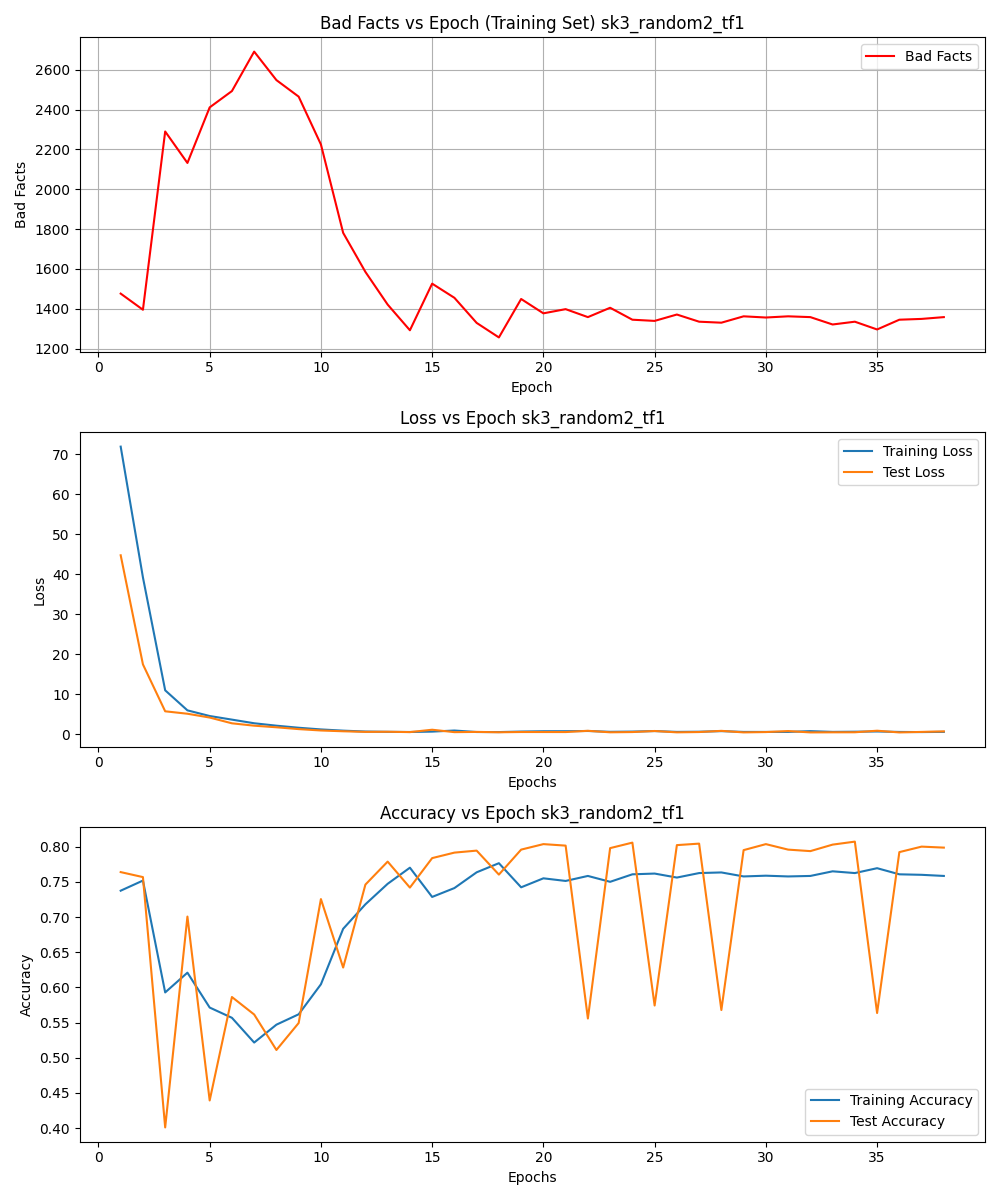 Bad Facts vs Epoch (Training Set) sk3_random2_tf1
Bad Facts
2600
2400
2200
2000
1800
1600
1400
1200
Bad Facts
0 5 10 15 20 25 30 35
Epoch
Loss vs Epoch sk3_random2_tf1
Training Loss
Test Loss
70
60
50
40
30
20
10
0
Loss
0 5 10 15 20 25 30 35
Epochs
Accuracy vs Epoch sk3_random2_tf1
0.80
0.75
0.70
0.65
0.60
0.55
0.50
0.45
0.40
Accuracy
Training Accuracy
Test Accuracy
0 5 10 15 20 25 30 35
Epochs